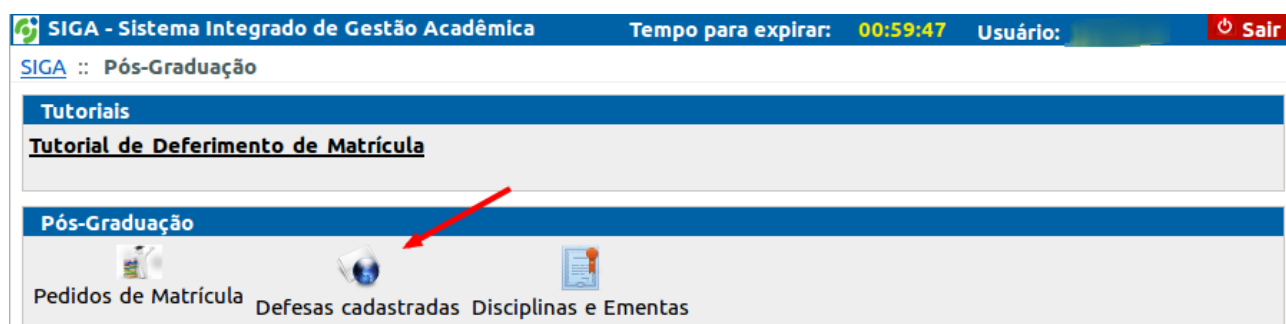 SIGA - Sistema Integrado de Gestão Acadêmica Tempo para expirar: 00:59:47 Usuário: Sair
SIGA :: Pós-Graduação
Tutoriais
Tutorial de Deferimento de Matrícula
Pós-Graduação
Pedidos de Matrícula Defesas cadastradas Disciplinas e Ementas